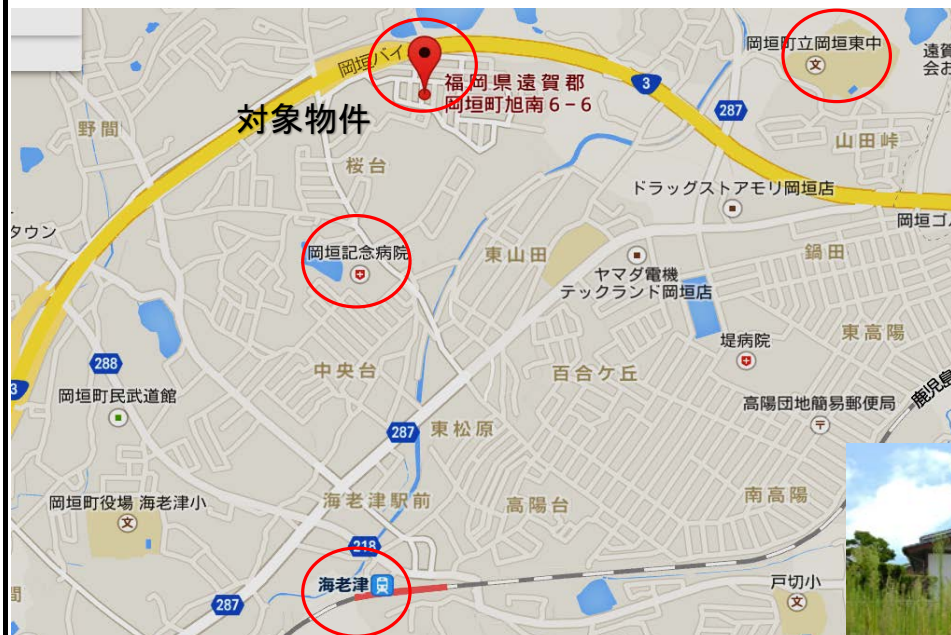 岡垣バイ
3
岡垣町立岡垣東中
文
遠賀
会お
福岡県遠賀郡
岡垣町旭南6-6
対象物件
287
野間
山田峠
桜台
ドラッグストアモリ岡垣店
タウン
岡垣ゴ
岡垣記念病院
東山田
鍋田
ヤマダ電機
テックランド岡垣店
288
3
中央台
百合ケ丘
堤病院
東高陽
岡垣町民武道館
鹿児島
高陽団地簡易郵便局
〒
287
東松原
岡垣町役場 海老津小
文
海老津駅前
高陽台
南高陽
218
海老津
戸切小
文
287
間